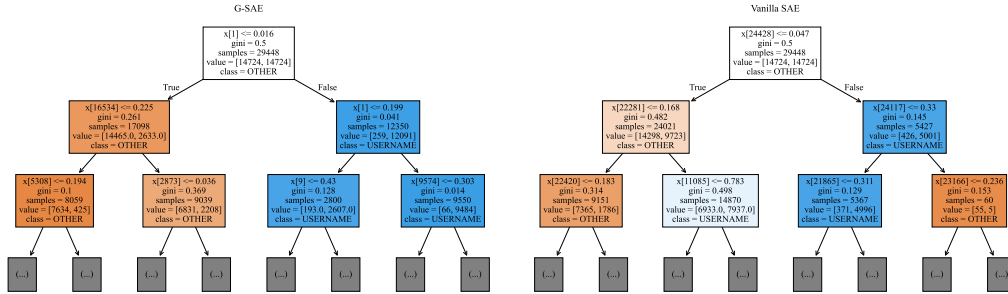 G-SAE
x[1] <= 0.016
gini = 0.5
samples = 29448
value = [14724, 14724]
class = OTHER
True
False
x[16534] <= 0.225
gini = 0.261
samples = 17098
value = [14465.0, 2633.0]
class = OTHER
x[1] <= 0.199
gini = 0.041
samples = 12350
value = [259, 12091]
class = USERNAME
x[5308] <= 0.194
gini = 0.1
samples = 8059
value = [7634, 425]
class = OTHER
x[2873] <= 0.036
gini = 0.369
samples = 9039
value = [6831, 2208]
class = OTHER
x[9] <= 0.43
gini = 0.128
samples = 2800
value = [193.0, 2607.0]
class = USERNAME
x[9574] <= 0.303
gini = 0.014
samples = 9550
value = [66, 9484]
class = USERNAME
(...)
(...)
(...)
(...)
(...)
(...)
(...)
(...)
Vanilla SAE
x[24428] <= 0.047
gini = 0.5
samples = 29448
value = [14724, 14724]
class = OTHER
True
False
x[22281] <= 0.168
gini = 0.482
samples = 24021
value = [14298, 9723]
class = OTHER
x[24117] <= 0.33
gini = 0.145
samples = 5427
value = [426, 5001]
class = USERNAME
x[22420] <= 0.183
gini = 0.314
samples = 9151
value = [7365, 1786]
class = OTHER
x[11085] <= 0.783
gini = 0.498
samples = 14870
value = [6933.0, 7937.0]
class = USERNAME
x[21865] <= 0.311
gini = 0.129
samples = 5367
value = [371, 4996]
class = USERNAME
x[23166] <= 0.236
gini = 0.153
samples = 60
value = [55, 5]
class = OTHER
(...)
(...)
(...)
(...)
(...)
(...)
(...)
(...)